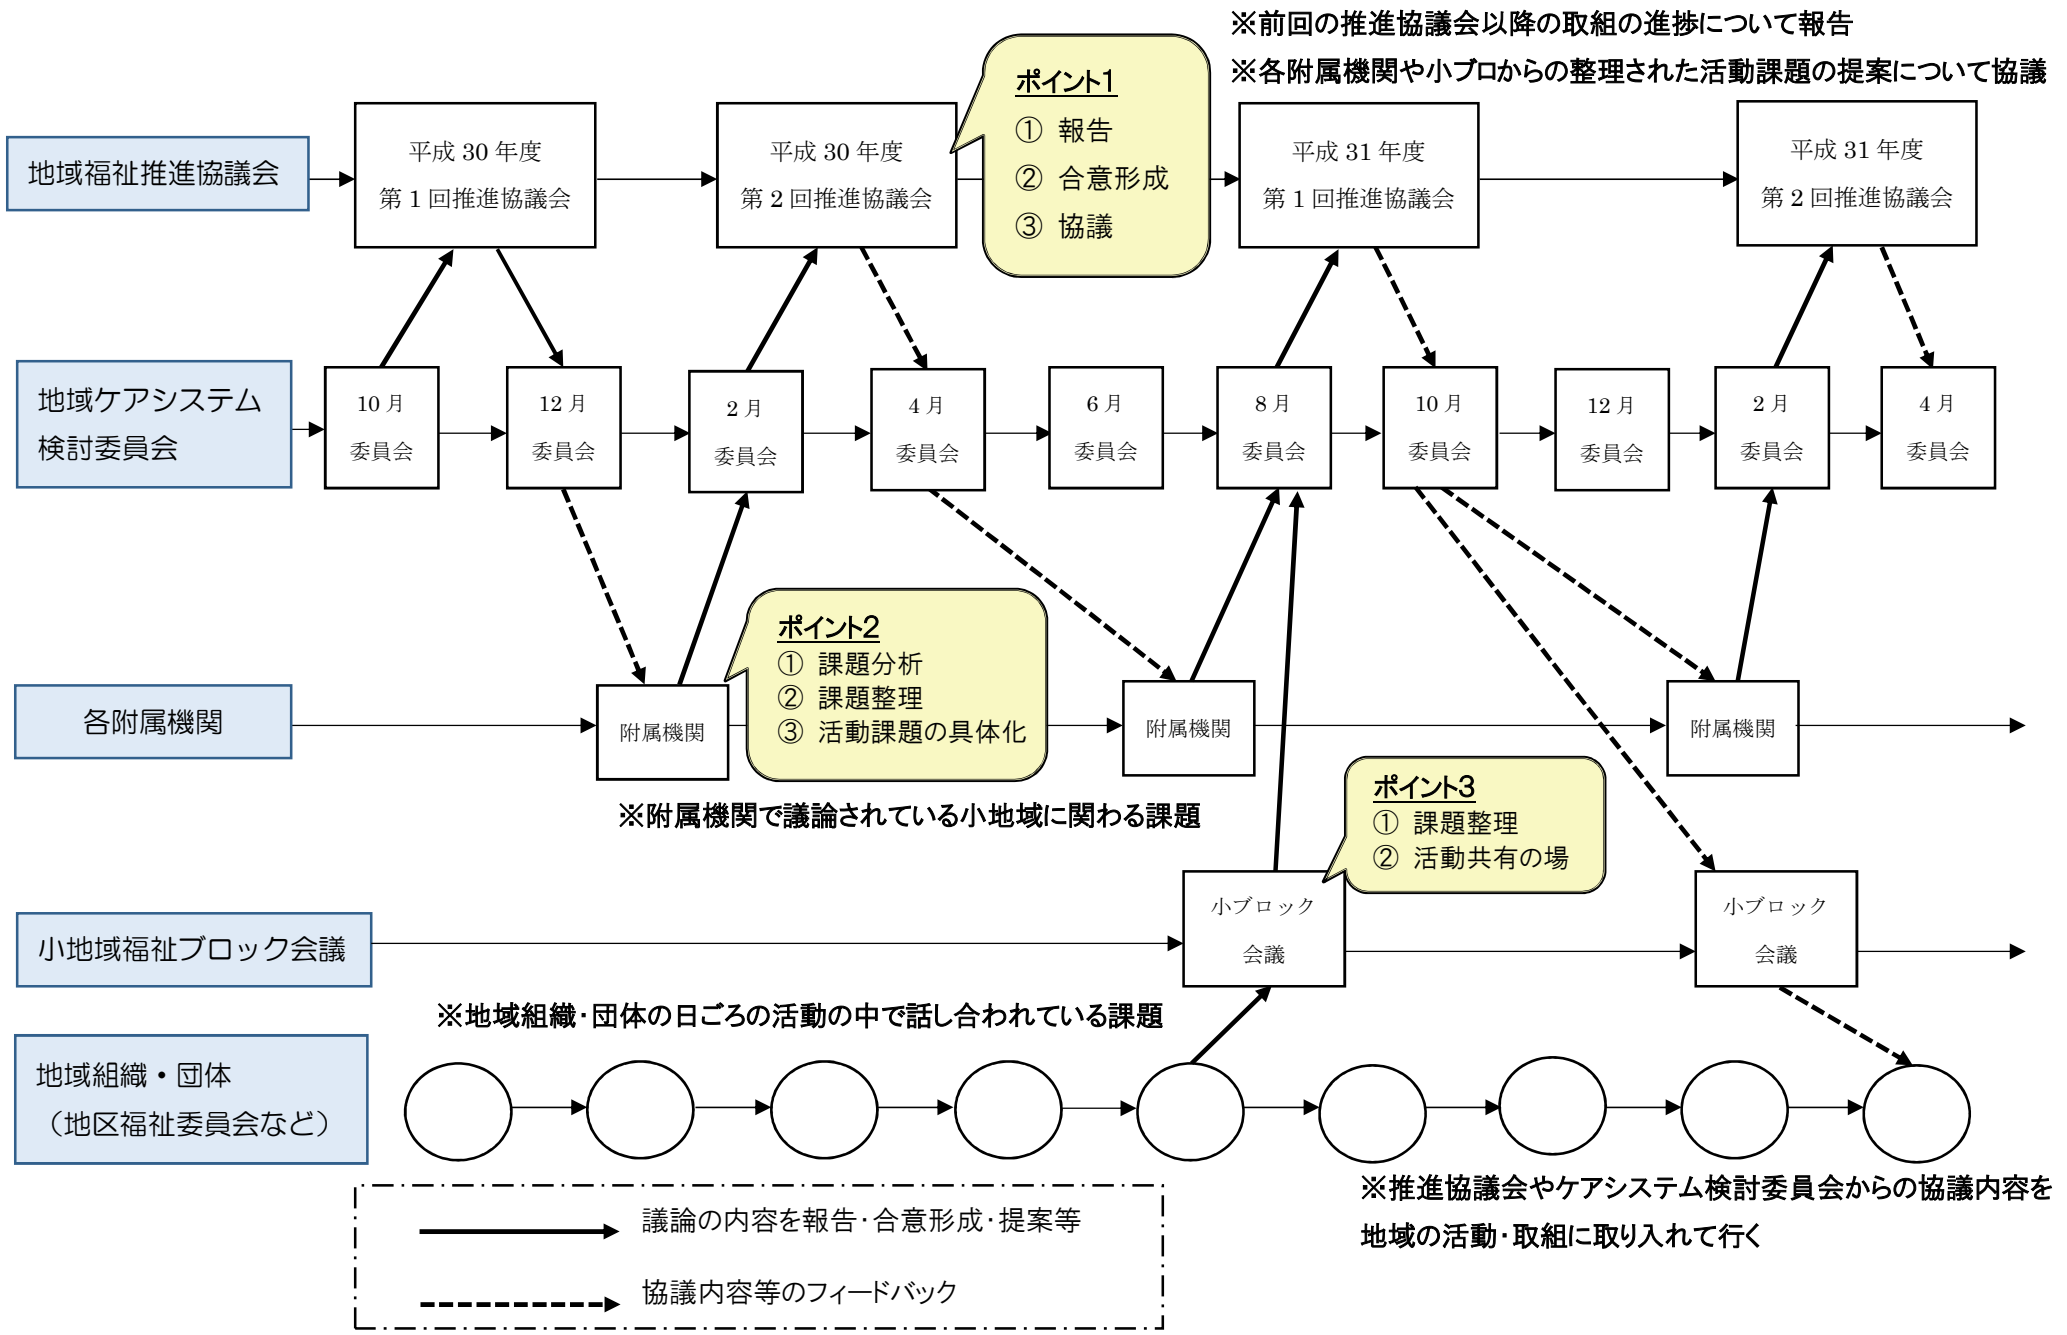 ※前回の推進協議会以降の取組の進捗について報告
※各附属機関や小ブロからの整理された活動課題の提案について協議
ポイント1
① 報告
② 合意形成
③ 協議
地域福祉推進協議会
平成 30 年度
第 1 回推進協議会
平成 30 年度
第 2 回推進協議会
平成 31 年度
第 1 回推進協議会
平成 31 年度
第 2 回推進協議会
地域ケアシステム
検討委員会
10 月
委員会
12 月
委員会
2 月
委員会
4 月
委員会
6 月
委員会
8 月
委員会
10 月
委員会
12 月
委員会
2 月
委員会
4 月
委員会
ポイント2
① 課題分析
② 課題整理
③ 活動課題の具体化
各附属機関
附属機関
附属機関
附属機関
※附属機関で議論されている小地域に関わる課題
ポイント3
① 課題整理
② 活動共有の場
小地域福祉ブロック会議
小ブロック
会議
小ブロック
会議
※地域組織・団体の日ごろの活動の中で話し合われている課題
地域組織・団体
（地区福祉委員会など）
※推進協議会やケアシステム検討委員会からの協議内容を
地域の活動・取組に取り入れて行く
議論の内容を報告・合意形成・提案等
協議内容等のフィードバック